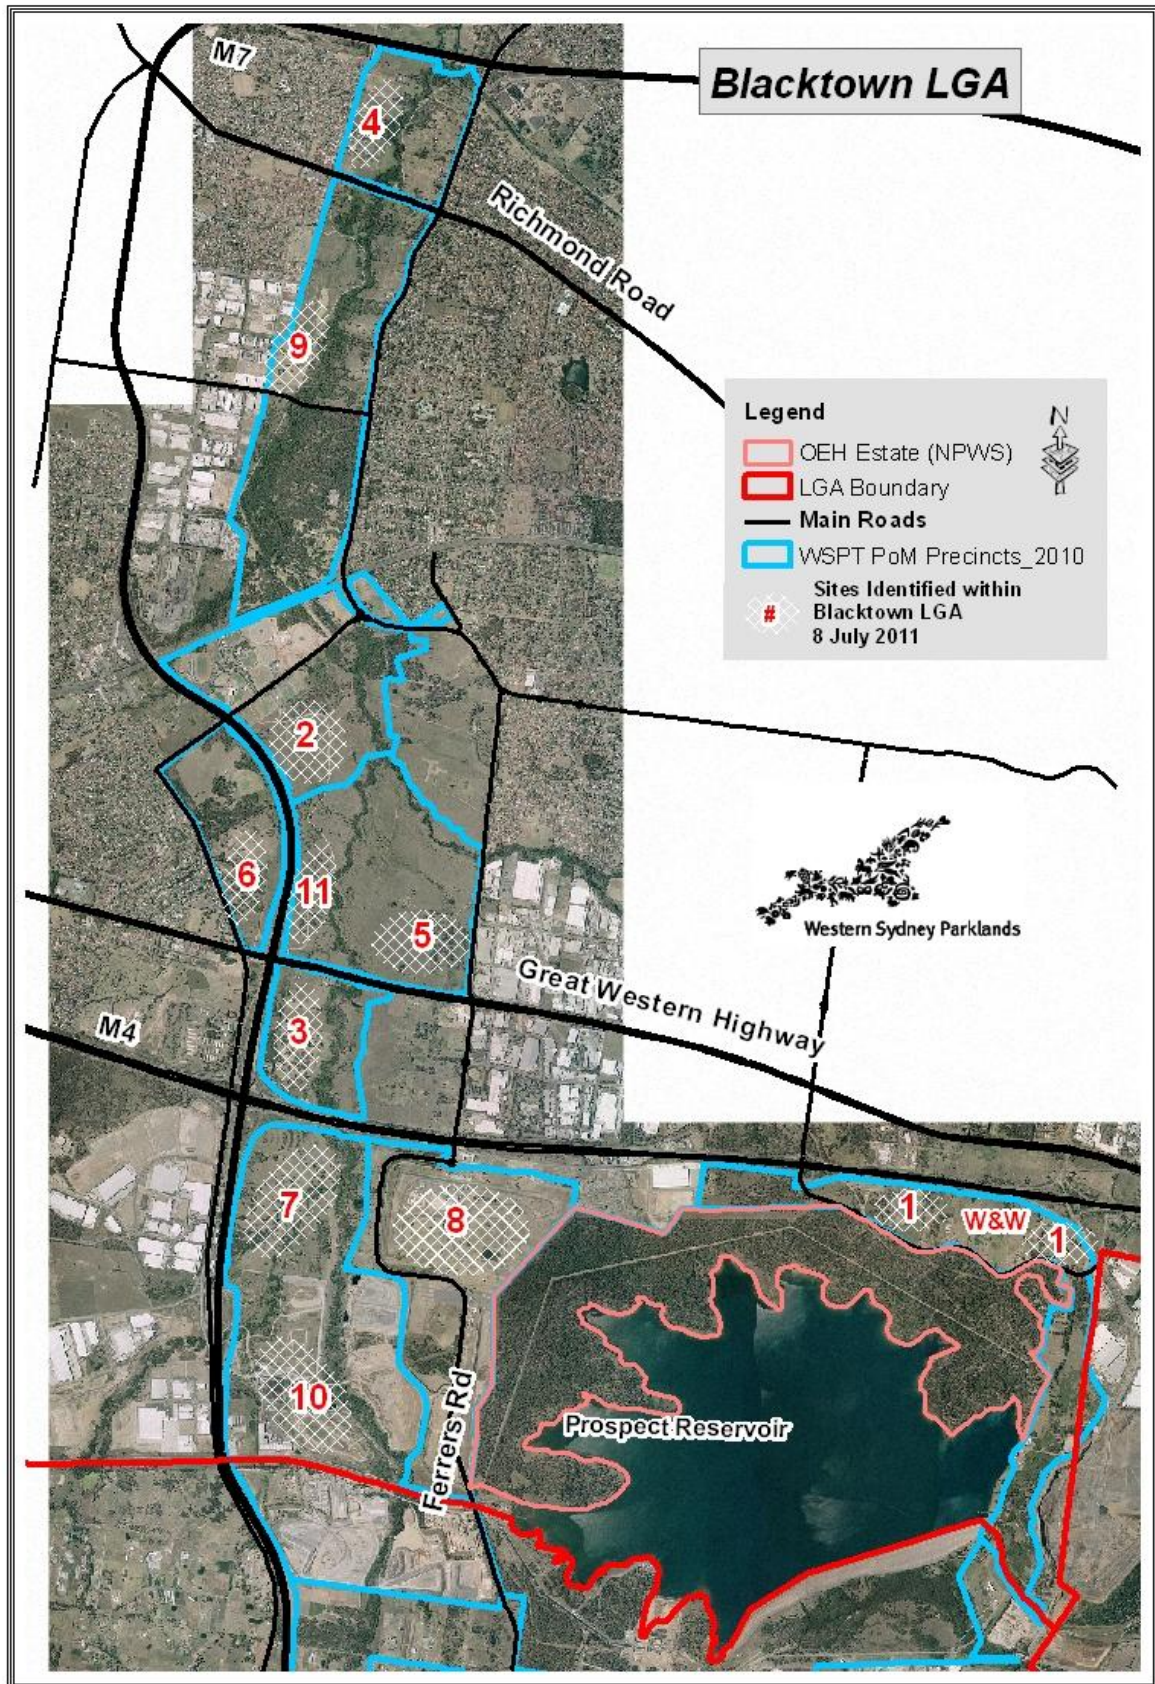 M7
Blacktown LGA
4
Richmond Road
9
Legend
N
OEH Estate (NPWS)
LGA Boundary
Main Roads
WSPT PoM Precincts_2010
#
Sites Identified within
Blacktown LGA
8 July 2011
2
6
11
5
Western Sydney Parklands
Great Western Highway
3
M4
7
8
1
W&W
1
10
Ferrers Rd
Prospect Reservoir